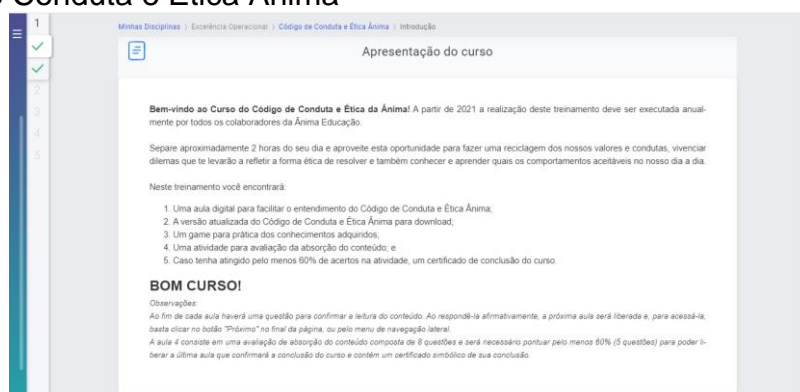 Conduta e Ética Ânima
1
Minhas Disciplinas > Excelência Operacional > Código de Conduta e Ética Ânima > Introdução
Apresentação do curso
2
3
4
5
Bem-vindo ao Curso do Código de Conduta e Ética da Ânima! A partir de 2021 a realização deste treinamento deve ser executada anual-
mente por todos os colaboradores da Ânima Educação.
Separe aproximadamente 2 horas do seu dia e aproveite esta oportunidade para fazer uma reciclagem dos nossos valores e condutas, vivenciar
dilemas que te levarão a refletir a forma ética de resolver e também conhecer e aprender quais os comportamentos aceitáveis no nosso dia a dia.
Neste treinamento você encontrará:
1. Uma aula digital para facilitar o entendimento do Código de Conduta e Ética Ânima;
2. A versão atualizada do Código de Conduta e Ética Ânima para download;
3. Um game para prática dos conhecimentos adquiridos;
4. Uma atividade para avaliação da absorção do conteúdo; e
5. Caso tenha atingido pelo menos 60% de acertos na atividade, um certificado de conclusão do curso.
BOM CURSO!
Observações:
Ao fim de cada aula haverá uma questão para confirmar a leitura do conteúdo. Ao respondê-la afirmativamente, a próxima aula será liberada e, para acessá-la,
basta clicar no botão "Próximo" no final da página, ou pelo menu de navegação lateral.
A aula 4 consiste em uma avaliação de absorção do conteúdo composta de 8 questões e será necessário pontuar pelo menos 60% (5 questões) para poder li-
berar a última aula que confirmará a conclusão do curso e contém um certificado simbólico de sua conclusão.